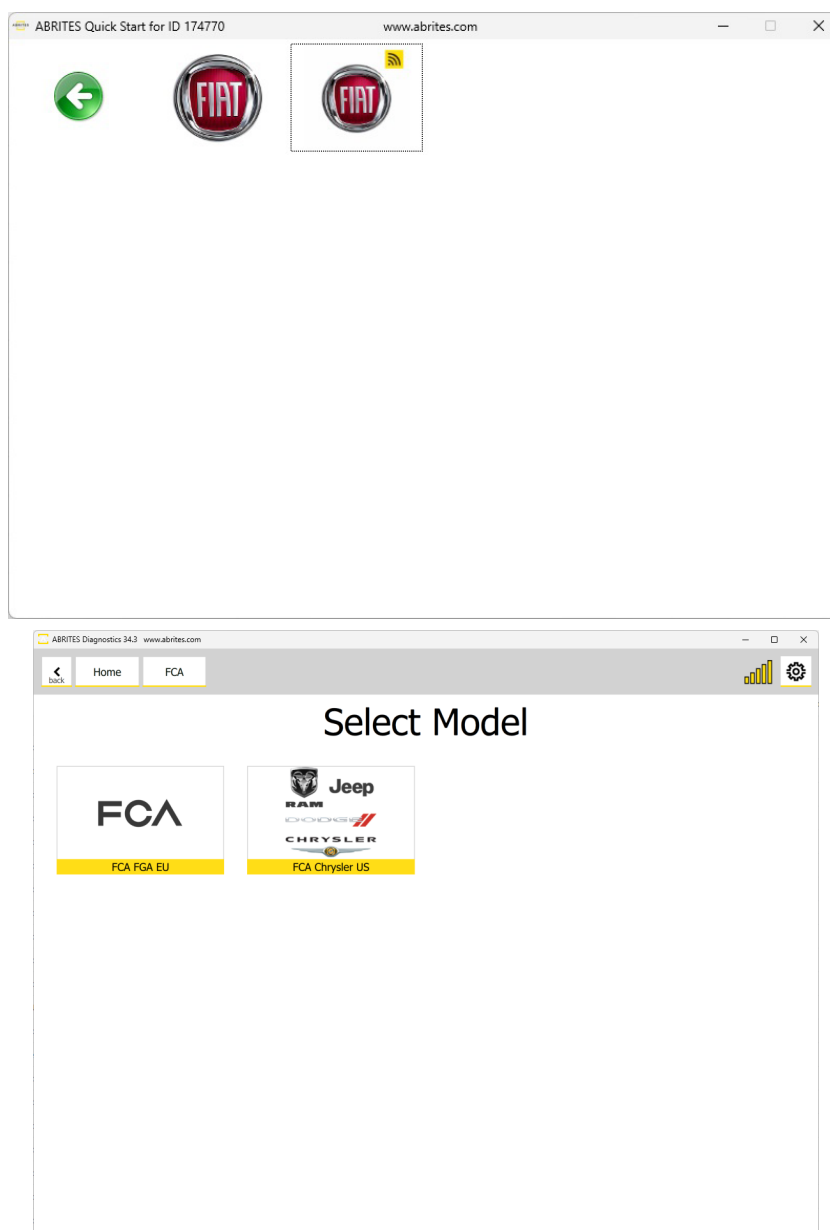 ABRITES Quick Start for ID 174770 www.abrites.com
FIAT FIAT
ABRITES Diagnostics 34.3 www.abrites.com
back Home FCA
Select Model
FCA
Jeep
RAM
DODGE
CHRYSLER
FCA FGA EU FCA Chrysler US